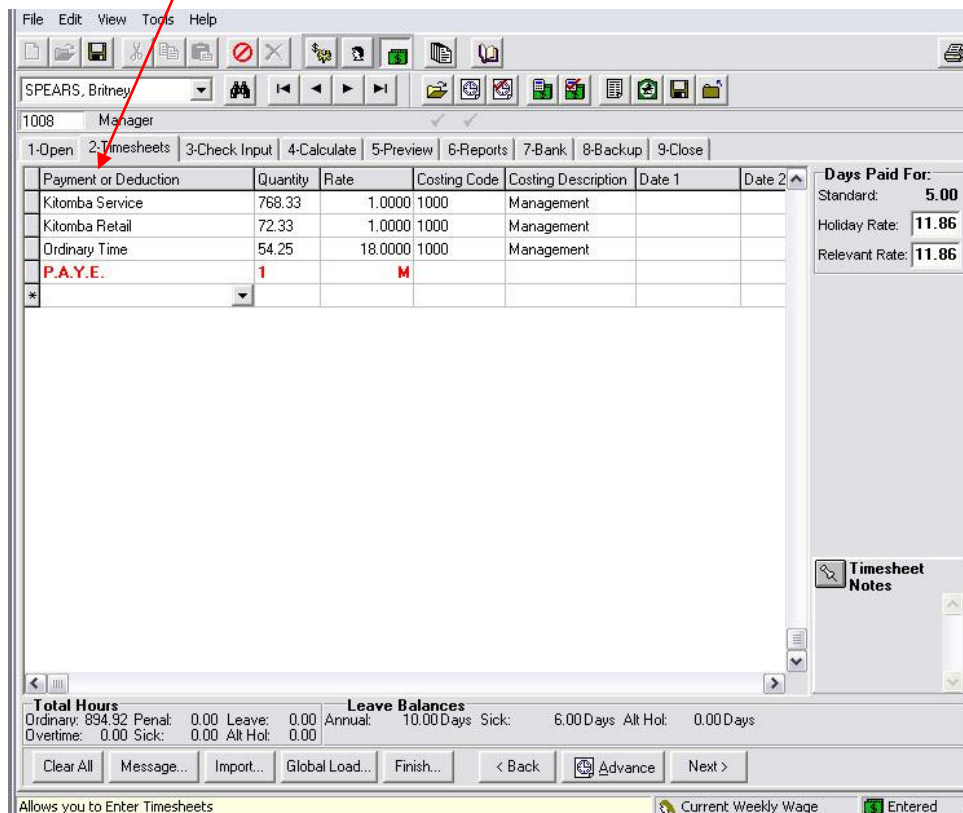 File Edit View Tools Help
SPEARS, Britney
1008 Manager
1-Open 2-Timesheets 3-Check Input 4-Calculate 5-Preview 6-Reports 7-Bank 8-Backup 9-Close
Payment or Deduction Quantity Rate Costing Code Costing Description Date 1 Date 2
Kitomba Service 768.33 1.0000 1000 Management
Kitomba Retail 72.33 1.0000 1000 Management
Ordinary Time 54.25 18.0000 1000 Management
P.A.Y.E. 1 M
*
Days Paid For:
Standard: 5.00
Holiday Rate: 11.86
Relevant Rate: 11.86
Timesheet
Notes
Total Hours Leave Balances
Ordinary: 894.92 Penal: 0.00 Leave: 0.00 Annual: 10.00 Days Sick: 6.00 Days Alt Hol: 0.00 Days
Overtime: 0.00 Sick: 0.00 Alt Hol: 0.00
Clear All Message... Import... Global Load... Finish... < Back Advance Next >
Allows you to Enter Timesheets Current Weekly Wage Entered